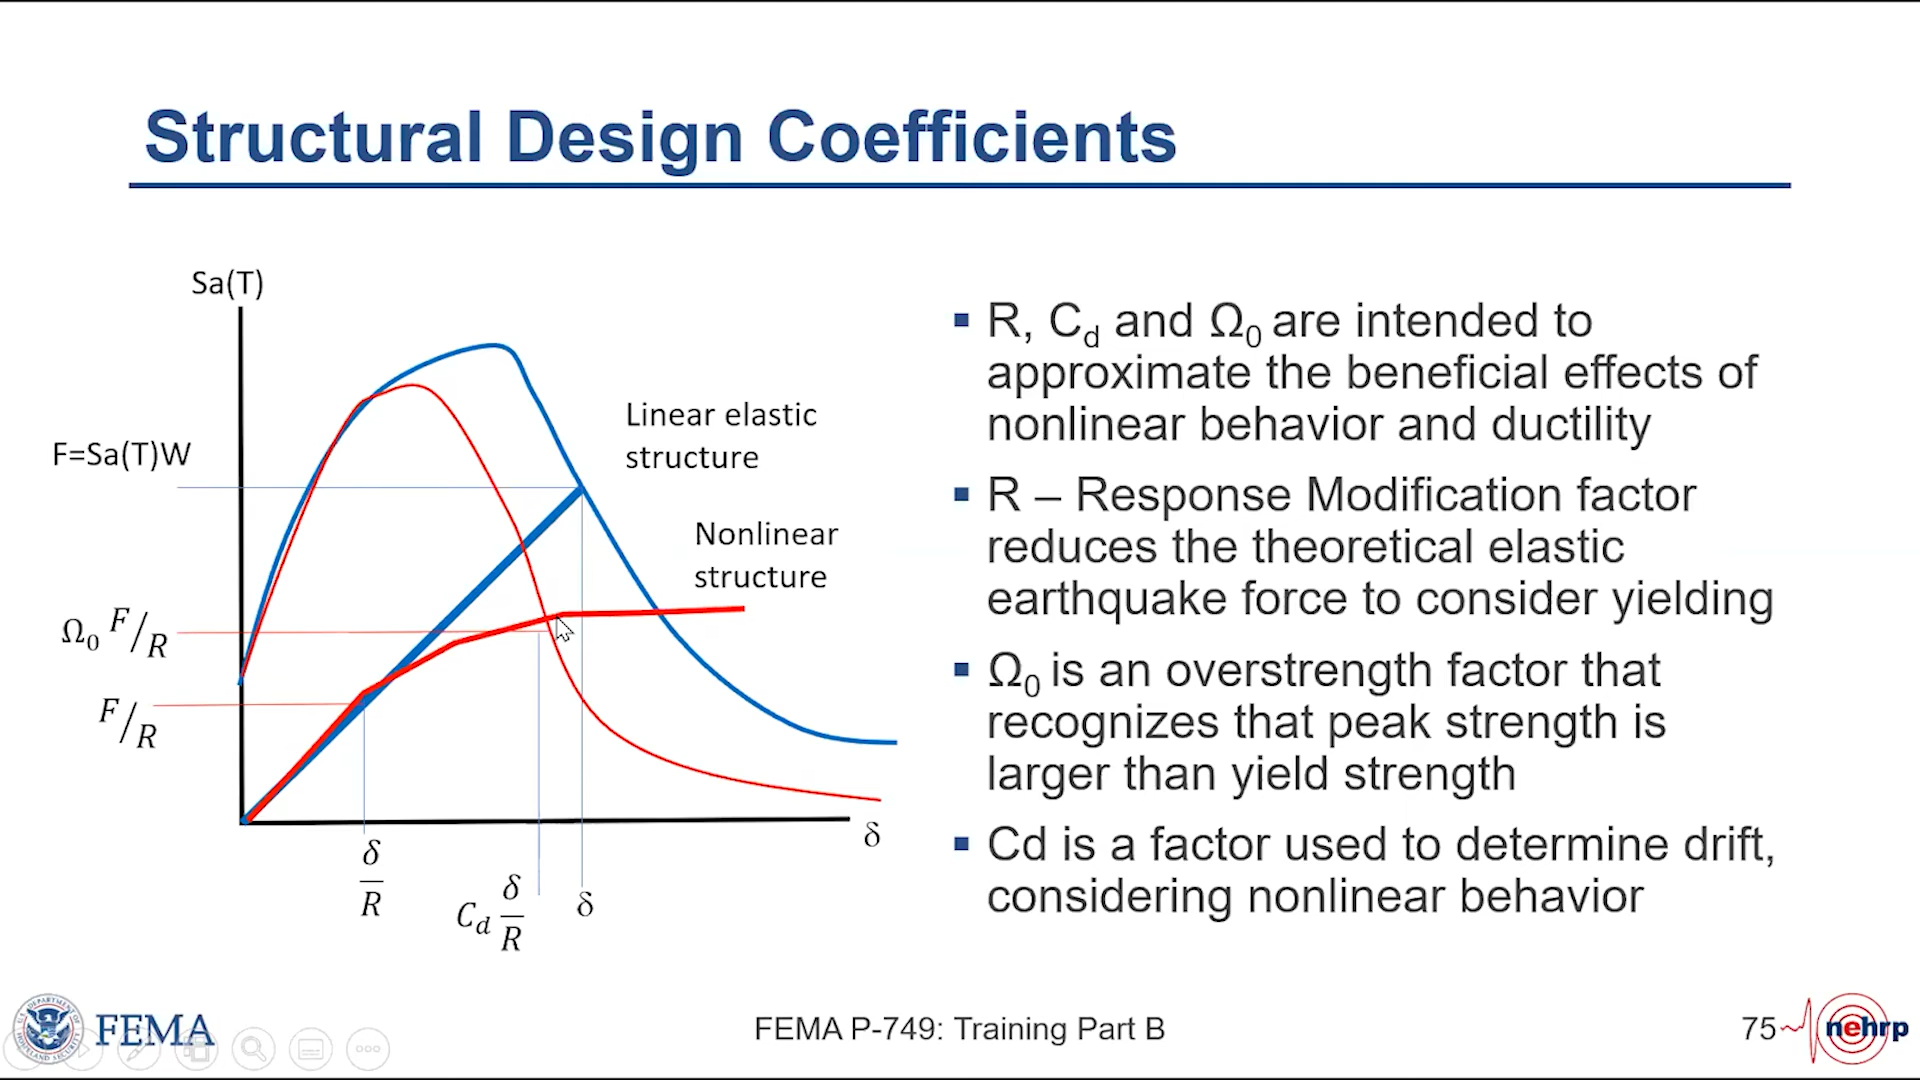 Structural Design Coefficients
Sa(T)
F=Sa(T)W
Linear elastic
structure
Nonlinear
structure
Ω₀ F/R
F/R
δ
δ/R
C_d δ/R
δ
R, C_d and Ω₀ are intended to
approximate the beneficial effects of
nonlinear behavior and ductility
R – Response Modification factor
reduces the theoretical elastic
earthquake force to consider yielding
Ω₀ is an overstrength factor that
recognizes that peak strength is
larger than yield strength
Cd is a factor used to determine drift,
considering nonlinear behavior
FEMA
FEMA P-749: Training Part B
75
nehrp